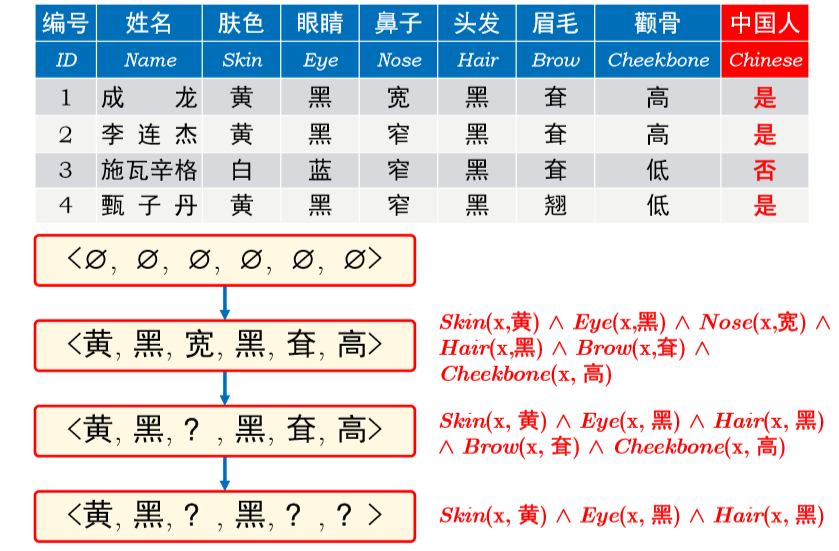 编号 姓名 肤色 眼睛 鼻子 头发 眉毛 颧骨 中国人
ID Name Skin Eye Nose Hair Brow Cheekbone Chinese
1 成 龙 黄 黑 宽 黑 耷 高 是
2 李 连 杰 黄 黑 窄 黑 耷 高 是
3 施瓦辛格 白 蓝 窄 黑 耷 低 否
4 甄 子 丹 黄 黑 窄 黑 翘 低 是
<∅, ∅, ∅, ∅, ∅, ∅>
<黄, 黑, 宽, 黑, 耷, 高>
Skin(x,黄) ∧ Eye(x,黑) ∧ Nose(x,宽) ∧
Hair(x,黑) ∧ Brow(x,耷) ∧
Cheekbone(x, 高)
<黄, 黑, ? , 黑, 耷, 高>
Skin(x, 黄) ∧ Eye(x, 黑) ∧ Hair(x, 黑)
∧ Brow(x, 耷) ∧ Cheekbone(x, 高)
<黄, 黑, ? , 黑, ? , ? >
Skin(x, 黄) ∧ Eye(x, 黑) ∧ Hair(x, 黑)